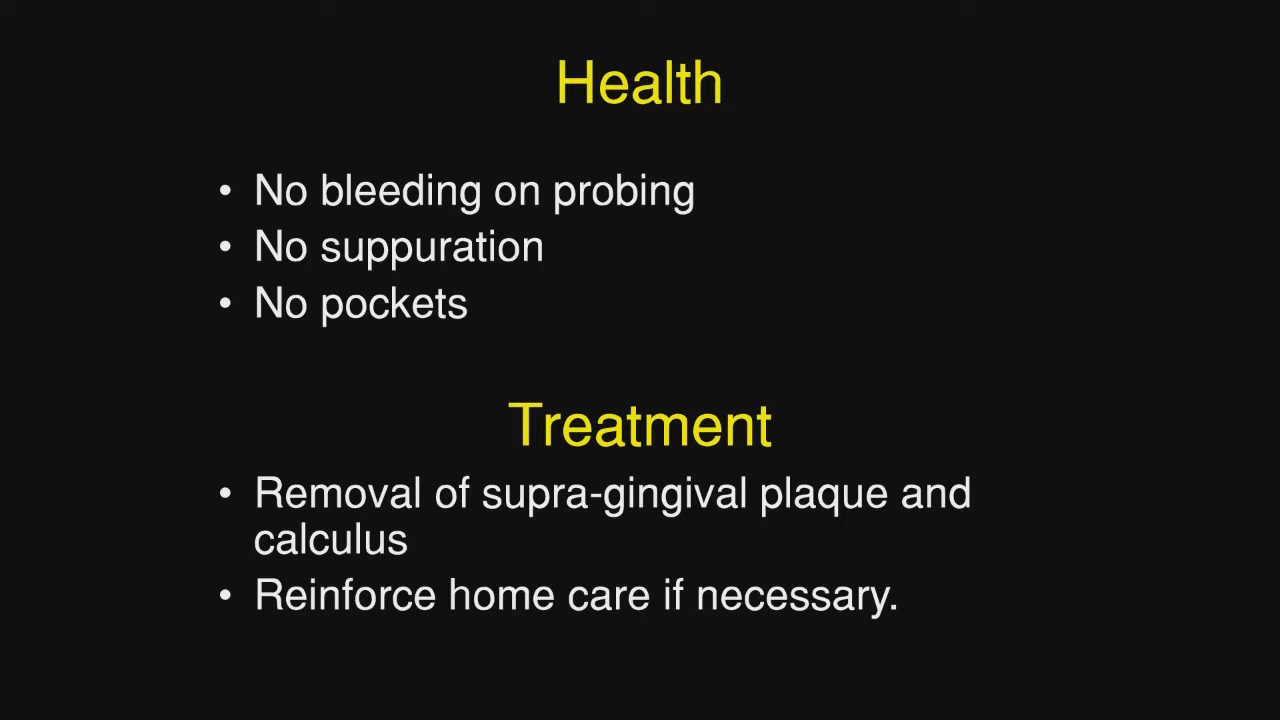 Health
• No bleeding on probing
• No suppuration
• No pockets
Treatment
• Removal of supra-gingival plaque and
calculus
• Reinforce home care if necessary.